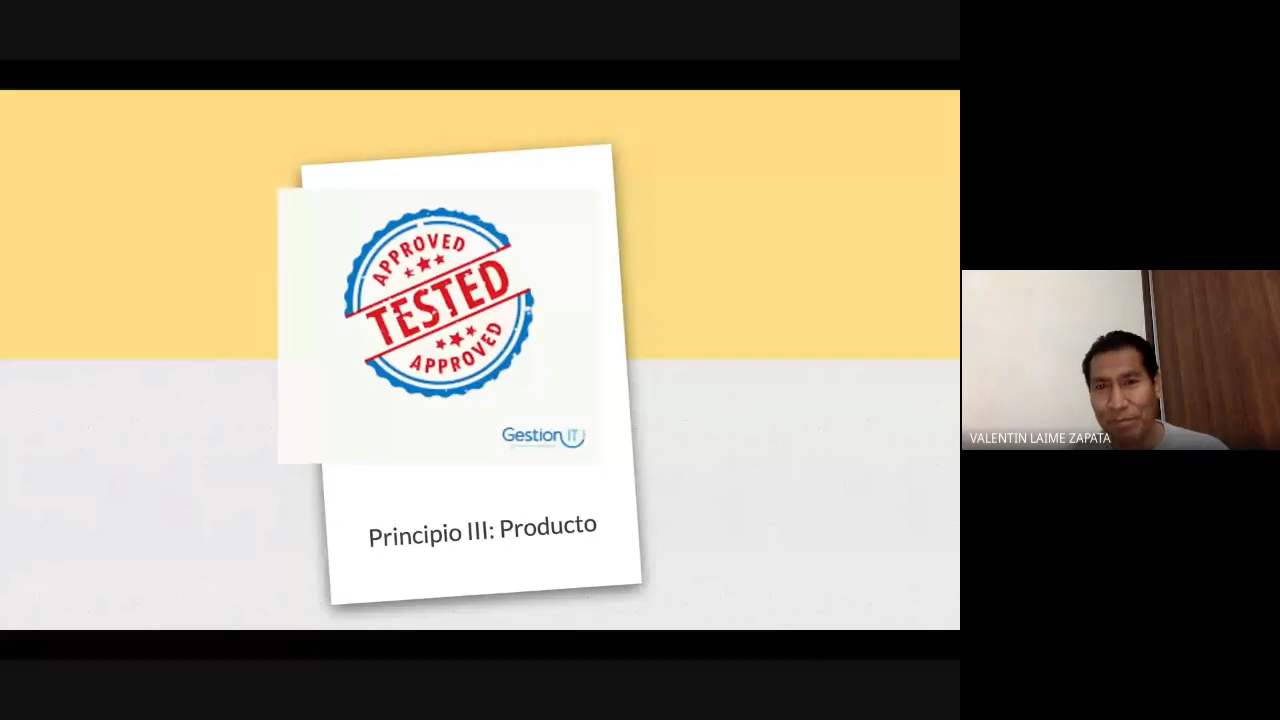 APPROVED
TESTED
APPROVED
Gestion IT
Principio III: Producto
VALENTIN LAIME ZAPATA